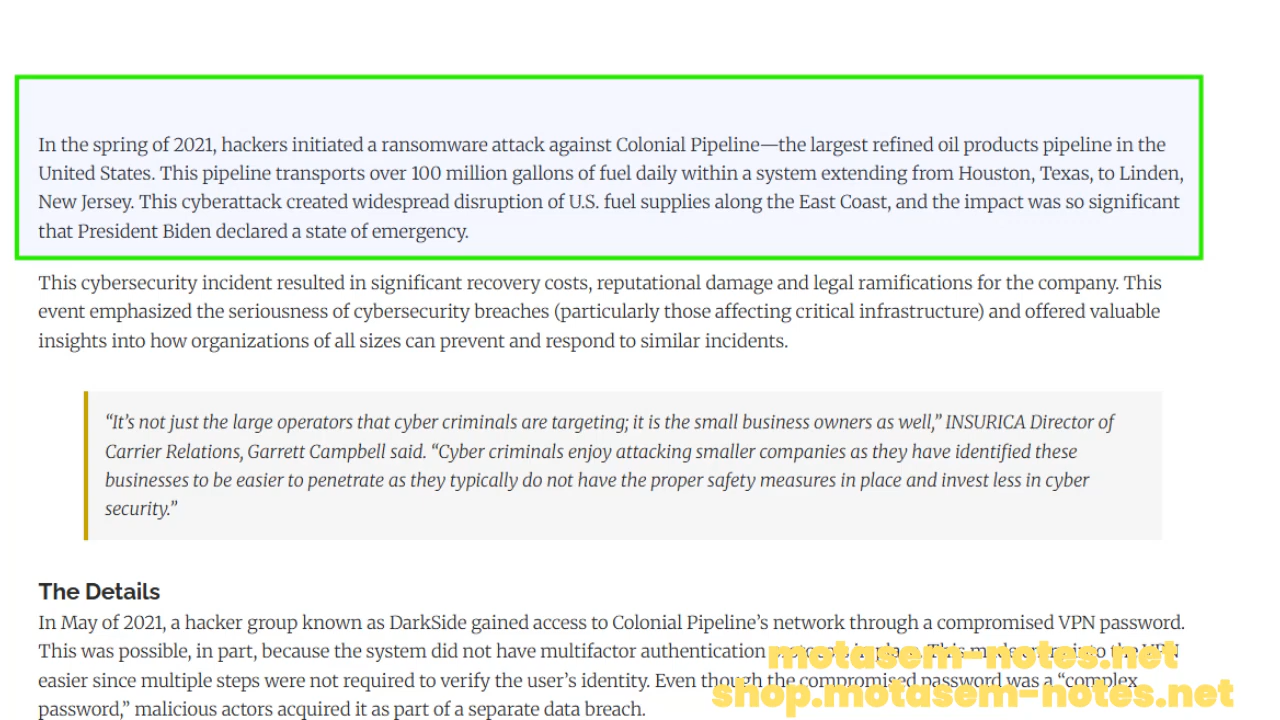 In the spring of 2021, hackers initiated a ransomware attack against Colonial Pipeline—the largest refined oil products pipeline in the
United States. This pipeline transports over 100 million gallons of fuel daily within a system extending from Houston, Texas, to Linden,
New Jersey. This cyberattack created widespread disruption of U.S. fuel supplies along the East Coast, and the impact was so significant
that President Biden declared a state of emergency.
This cybersecurity incident resulted in significant recovery costs, reputational damage and legal ramifications for the company. This
event emphasized the seriousness of cybersecurity breaches (particularly those affecting critical infrastructure) and offered valuable
insights into how organizations of all sizes can prevent and respond to similar incidents.
“It’s not just the large operators that cyber criminals are targeting; it is the small business owners as well,” INSURICA Director of
Carrier Relations, Garrett Campbell said. “Cyber criminals enjoy attacking smaller companies as they have identified these
businesses to be easier to penetrate as they typically do not have the proper safety measures in place and invest less in cyber
security.”
The Details
In May of 2021, a hacker group known as DarkSide gained access to Colonial Pipeline’s network through a compromised VPN password.
This was possible, in part, because the system did not have multifactor authentication This the VPN
motasem-notes.net
easier since multiple steps were not required to verify the user’s identity. Even though the compromised password was a “complex
shop.motasem-notes.net
password,” malicious actors acquired it as part of a separate data breach.